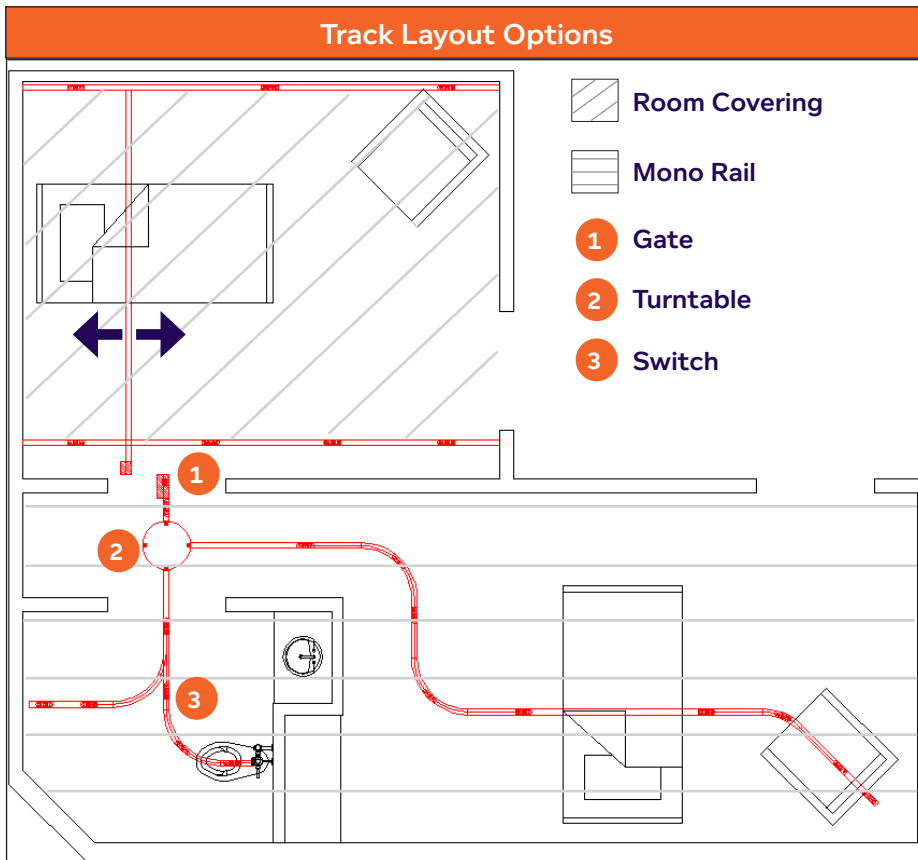 Track Layout Options
Room Covering
Mono Rail
1 Gate
2 Turntable
3 Switch
1
2
3